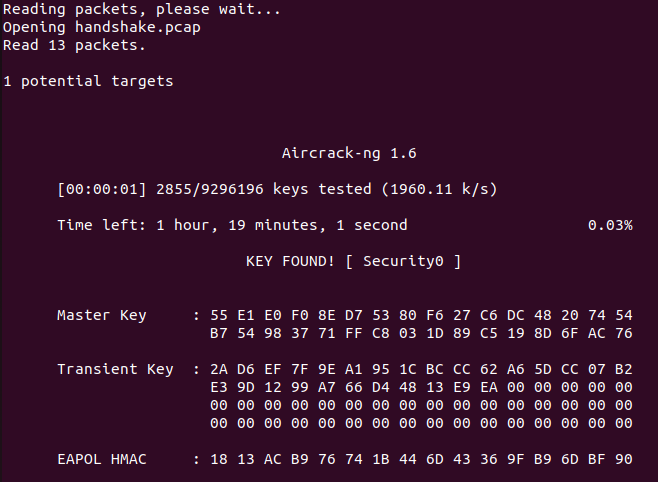 Reading packets, please wait...
Opening handshake.pcap
Read 13 packets.
1 potential targets
Aircrack-ng 1.6
[00:00:01] 2855/9296196 keys tested (1960.11 k/s)
Time left: 1 hour, 19 minutes, 1 second 0.03%
KEY FOUND! [ Security0 ]
Master Key : 55 E1 E0 F0 8E D7 53 80 F6 27 C6 DC 48 20 74 54
B7 54 98 37 71 FF C8 03 1D 89 C5 19 8D 6F AC 76
Transient Key : 2A D6 EF 7F 9E A1 95 1C BC CC 62 A6 5D CC 07 B2
E3 9D 12 99 A7 66 D4 48 13 E9 EA 00 00 00 00 00
00 00 00 00 00 00 00 00 00 00 00 00 00 00 00 00
00 00 00 00 00 00 00 00 00 00 00 00 00 00 00 00
EAPOL HMAC : 18 13 AC B9 76 74 1B 44 6D 43 36 9F B9 6D BF 90